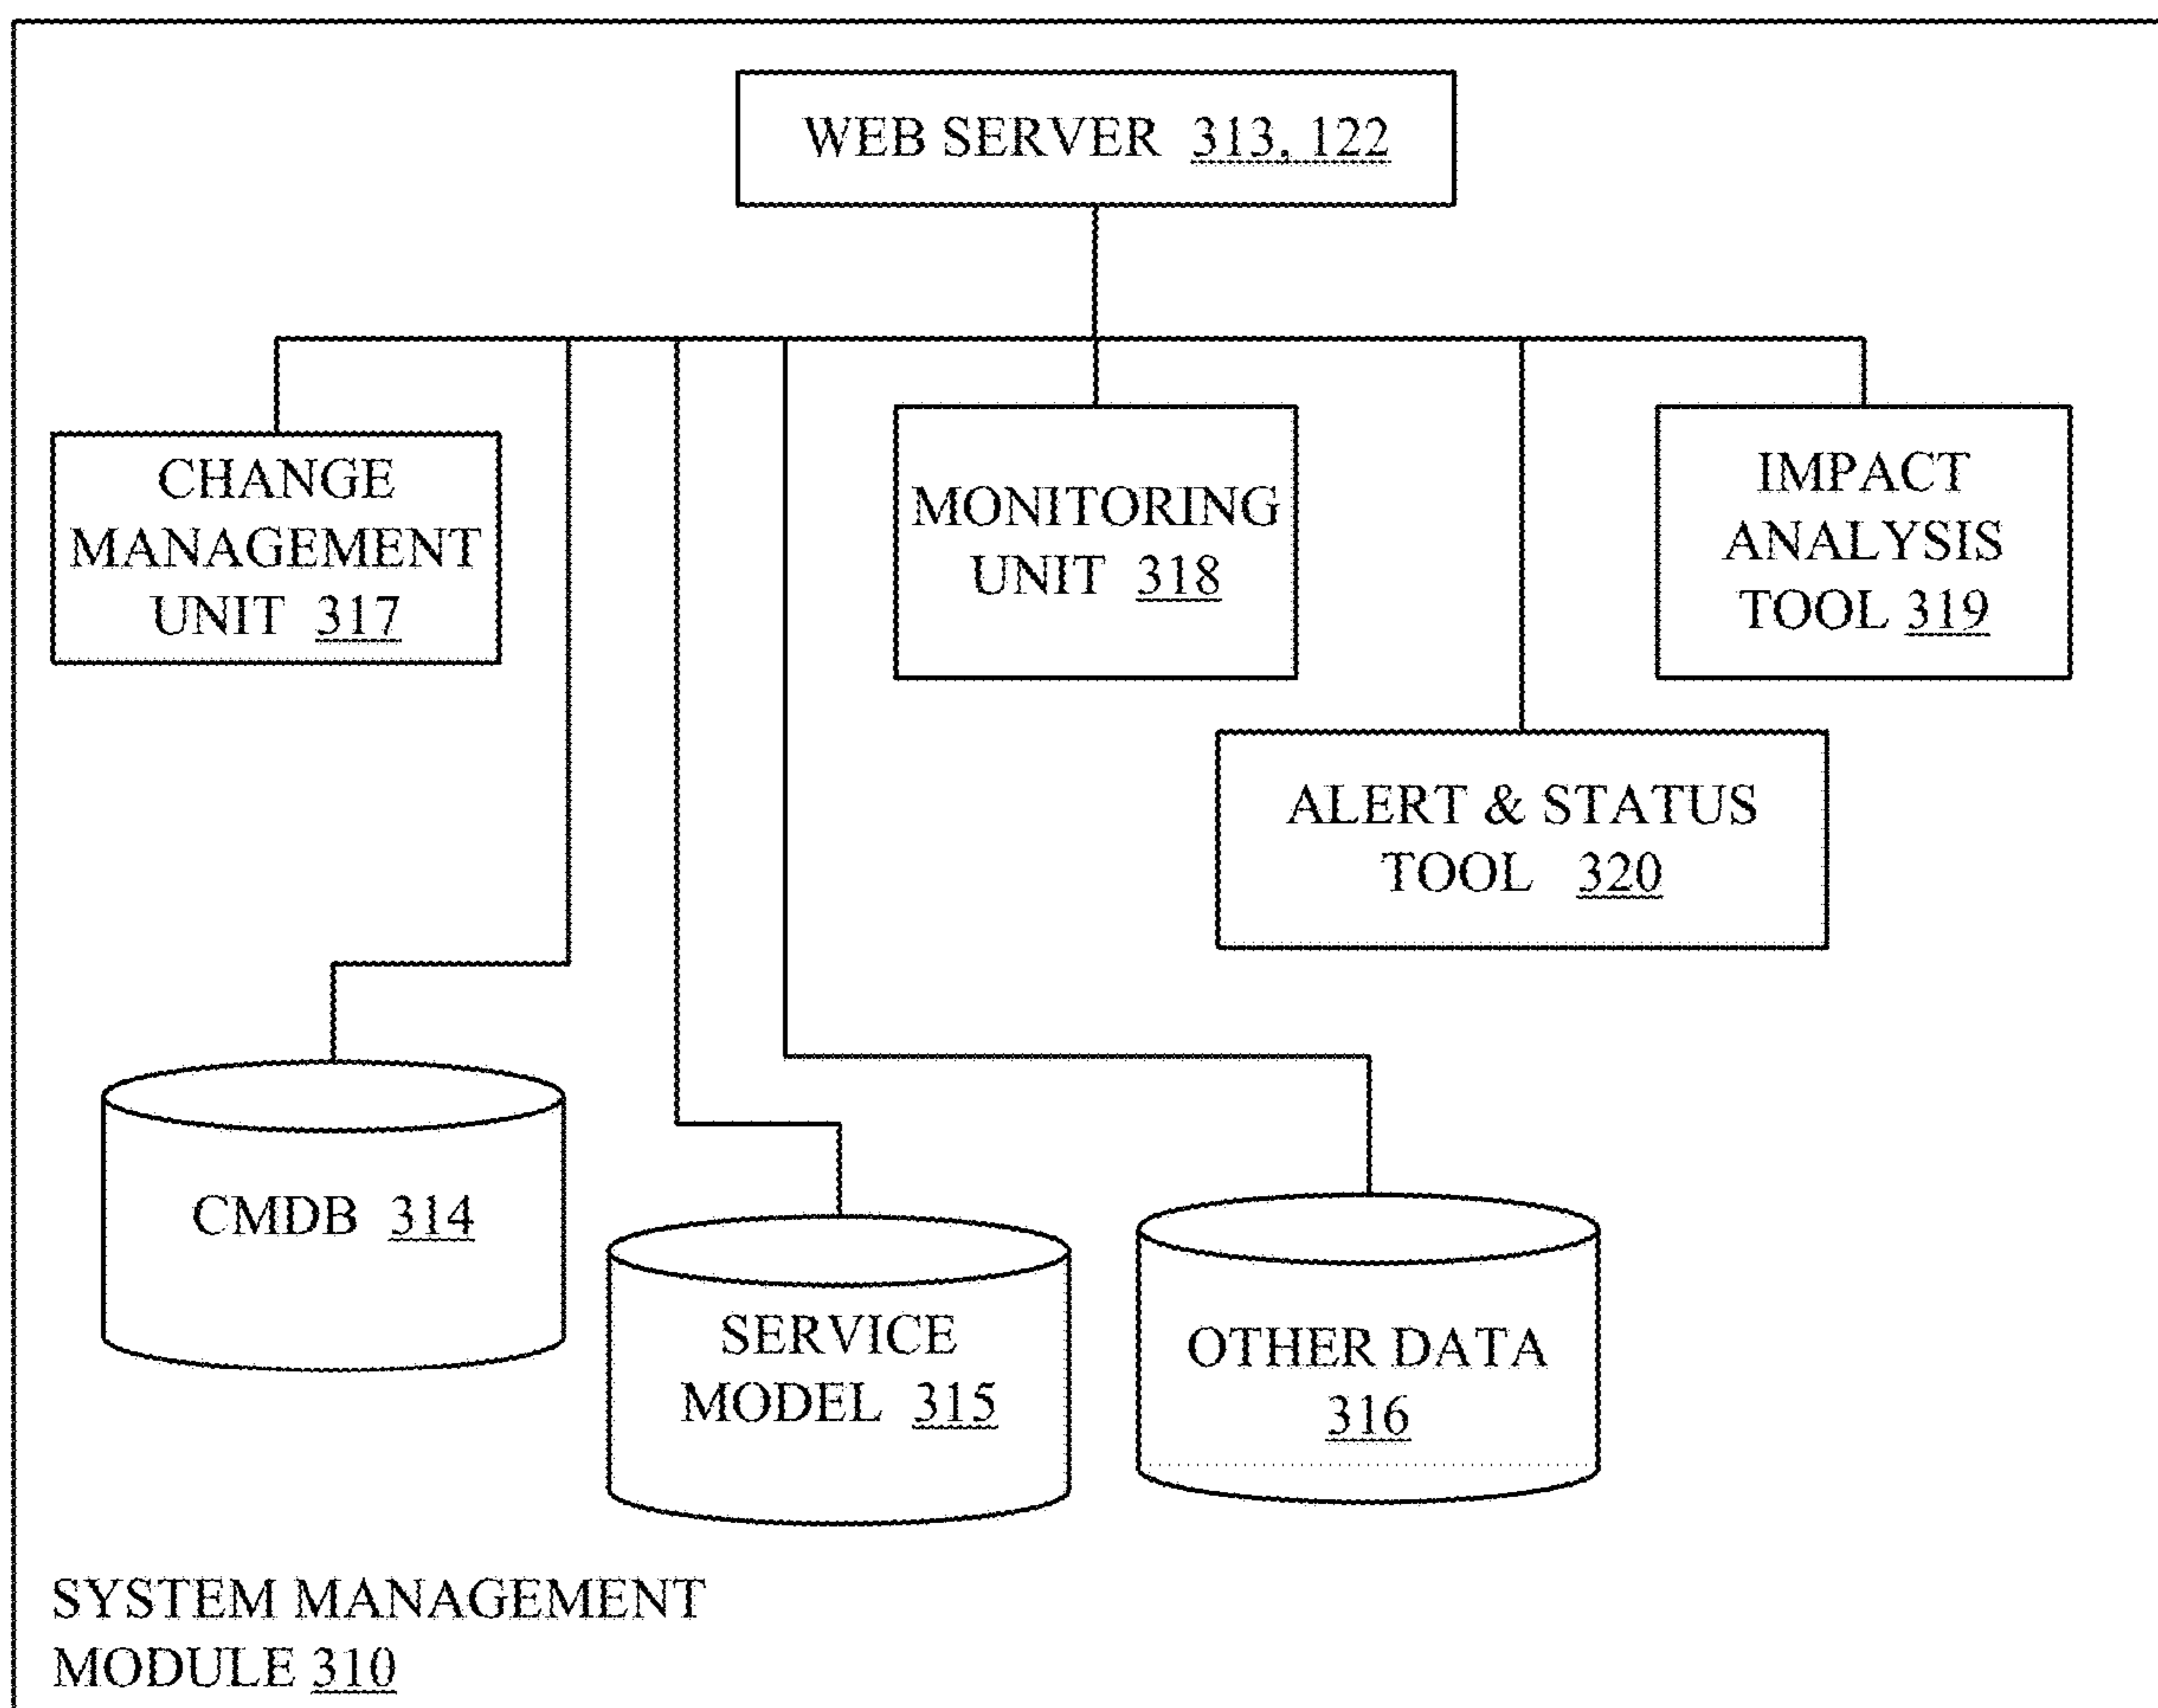 WEB SERVER 313, 122
CHANGE
MANAGEMENT
UNIT 317
MONITORING
UNIT 318
IMPACT
ANALYSIS
TOOL 319
ALERT & STATUS
TOOL 320
CMDB 314
SERVICE
MODEL 315
OTHER DATA
316
SYSTEM MANAGEMENT
MODULE 310